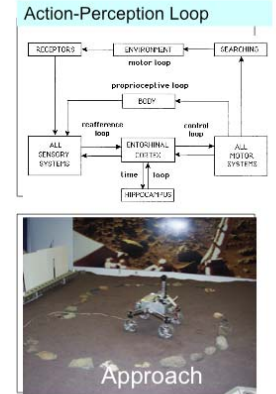 Action-Perception Loop
RECEPTORS ENVIRONMENT SEARCHING
motor loop
proprioceptive loop
BODY
reafference loop
control loop
ALL SENSORY SYSTEMS
ENTORHINAL CORTEX
ALL MOTOR SYSTEMS
time loop
HIPPOCAMPUS
Approach